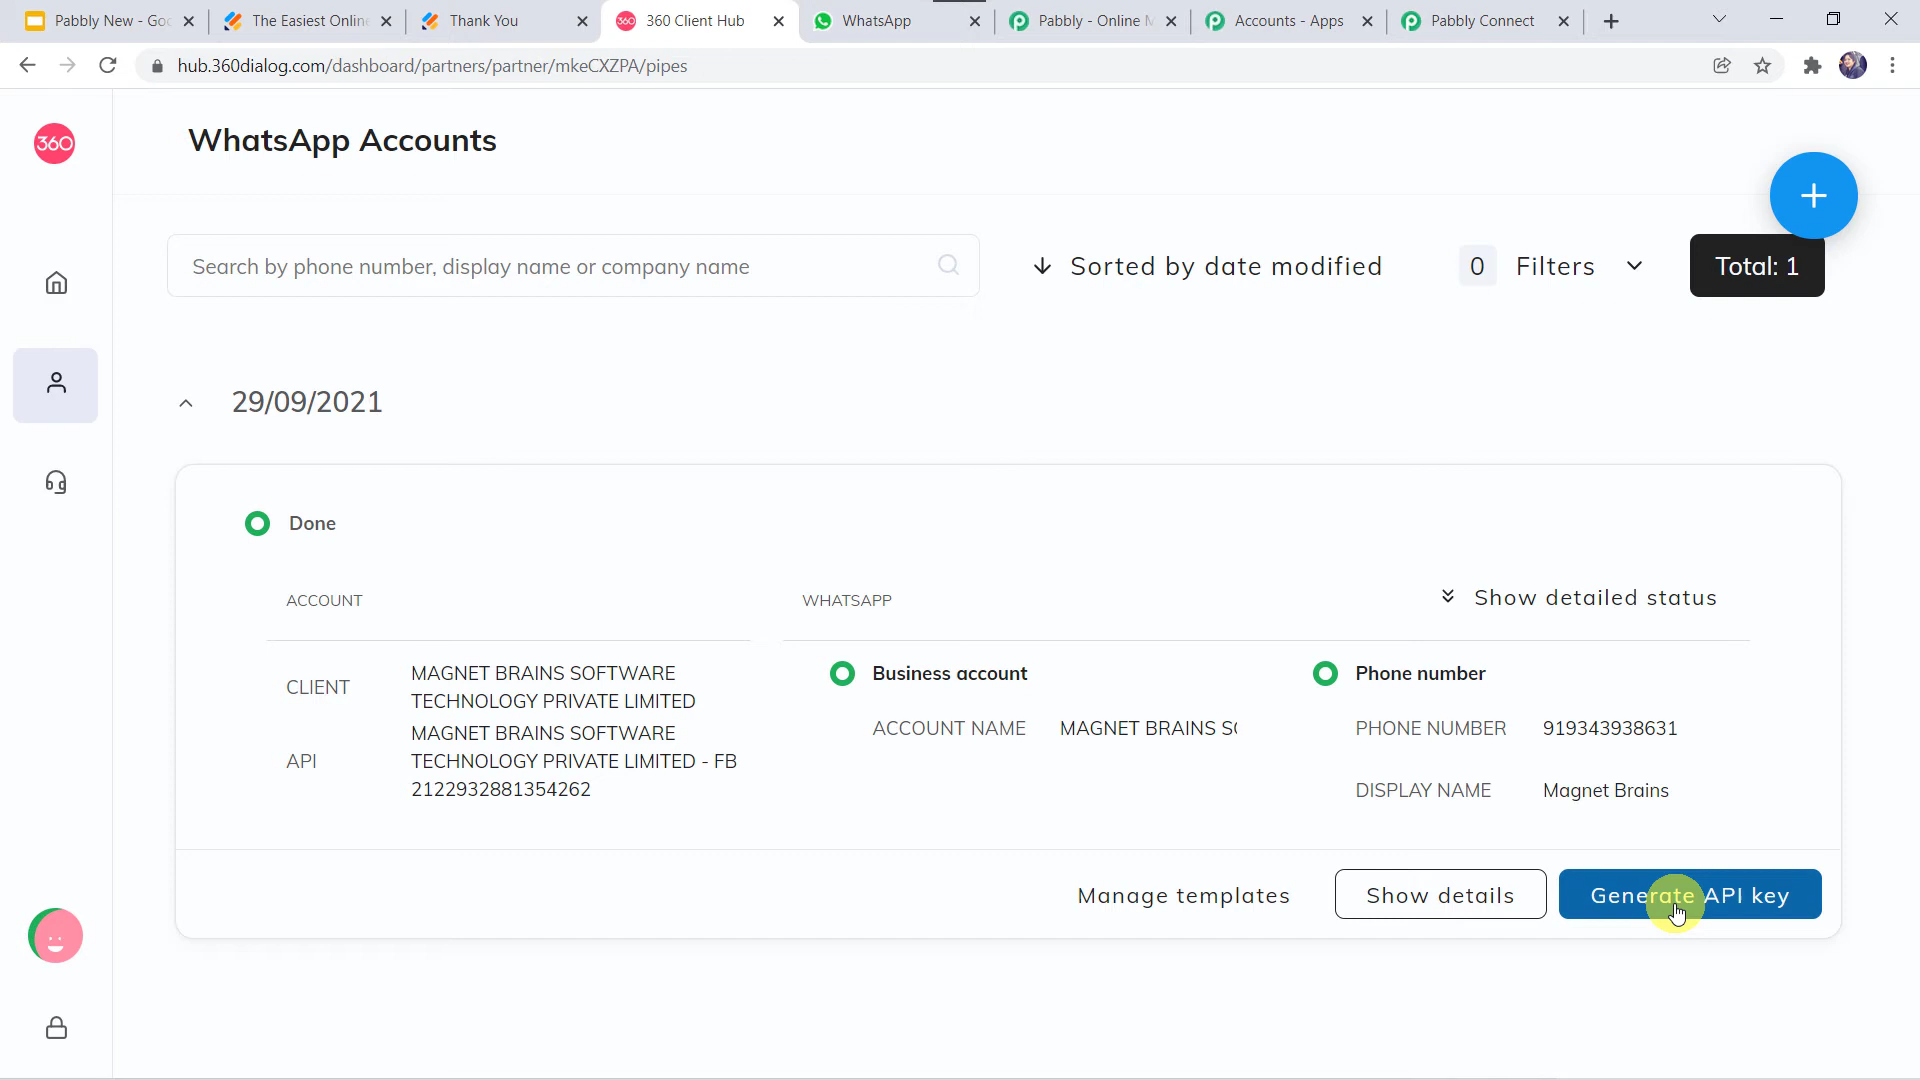 Pabbly New - Goo
The Easiest Online
Thank You
360 Client Hub
WhatsApp
Pabbly - Online M
Accounts - Apps
Pabbly Connect
hub.360dialog.com/dashboard/partners/partner/mkeCXZPA/pipes
360
WhatsApp Accounts
Search by phone number, display name or company name
Sorted by date modified
0 Filters
Total: 1
29/09/2021
Done
ACCOUNT
WHATSAPP
Show detailed status
CLIENT
MAGNET BRAINS SOFTWARE
TECHNOLOGY PRIVATE LIMITED
API
MAGNET BRAINS SOFTWARE
TECHNOLOGY PRIVATE LIMITED - FB
2122932881354262
Business account
ACCOUNT NAME MAGNET BRAINS SO
Phone number
PHONE NUMBER 919343938631
DISPLAY NAME Magnet Brains
Manage templates
Show details
Generate API key